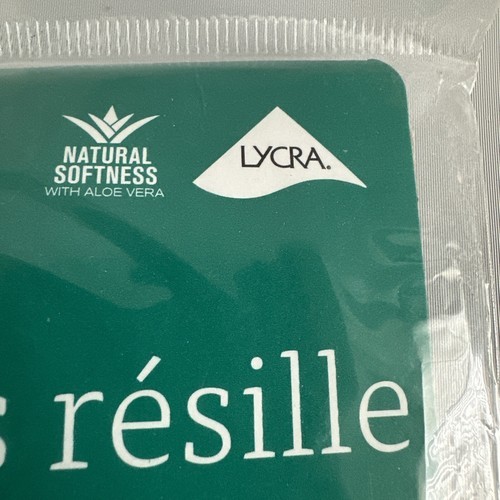 NATURAL
SOFTNESS
WITH ALOE VERA
LYCRA®
s résille